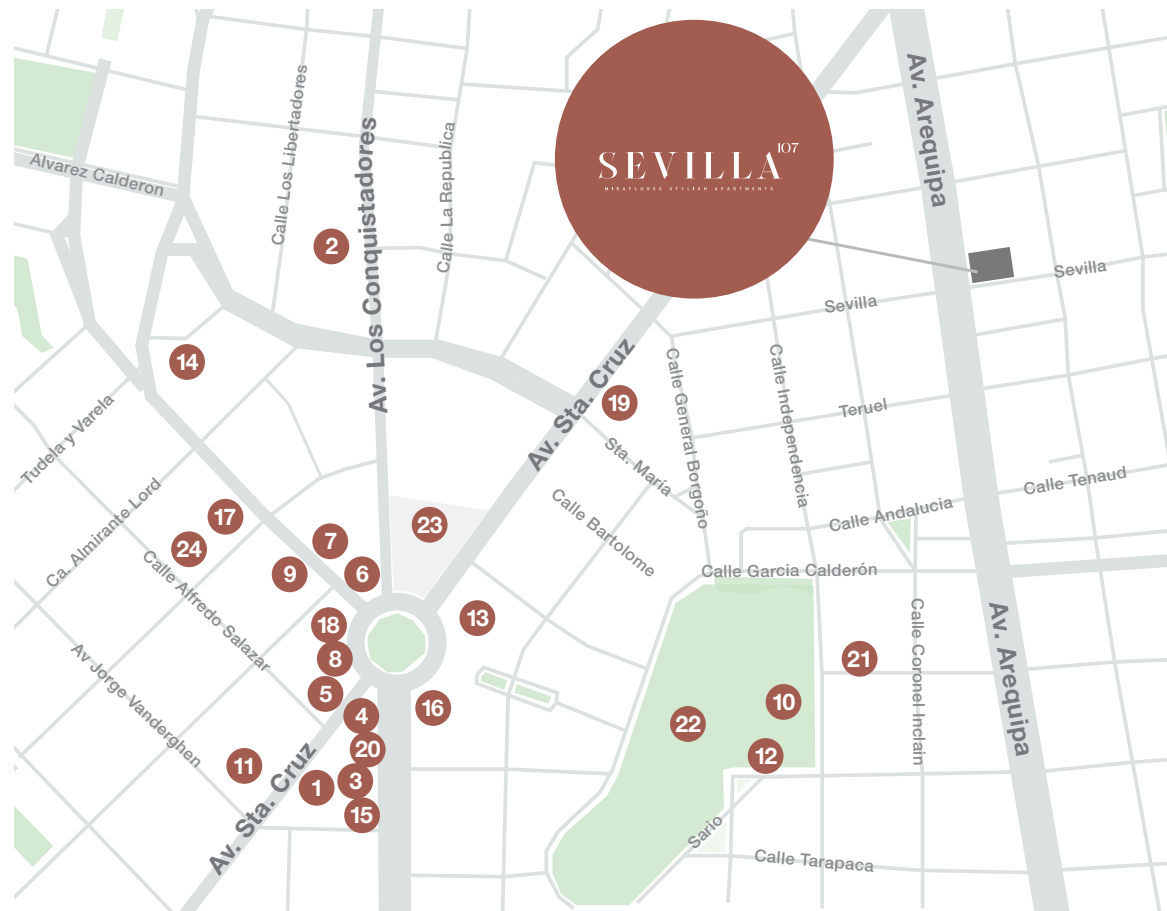 Av. Arequipa
Calle Los Libertadores
Av. Los Conquistadores
Calle La Republica
SEVILLA 107
MIRAFLORES STYLISH APARTMENTS
Alvarez Calderon
2
Sevilla
Sevilla
14
Av. Sta. Cruz
19
Calle General Borgoño
Calle Independencia
Teruel
Tudela y Varela
Sta. María
Calle Tenaud
Ca. Almirante Lord
17
23
Calle Bartolome
Calle Andalucia
24
7
9
6
Calle Garcia Calderón
Calle Alfredo Salazar
18
13
8
Calle Coronel Inclain
21
Av. Arequipa
Av Jorge Vanderghen
5
4
16
22
10
20
12
11
1
3
15
Av. Sta. Cruz
Sario
Calle Tarapaca